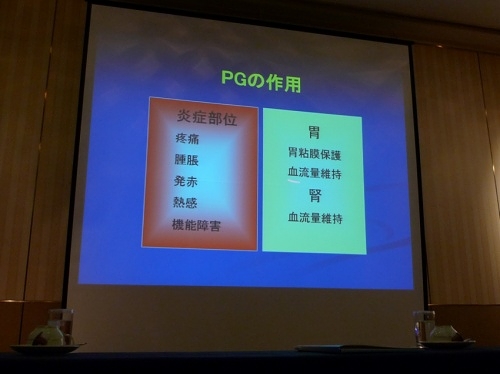 PGの作用
炎症部位
疼痛
腫脹
発赤
熱感
機能障害
胃
胃粘膜保護
血流量維持
腎
血流量維持